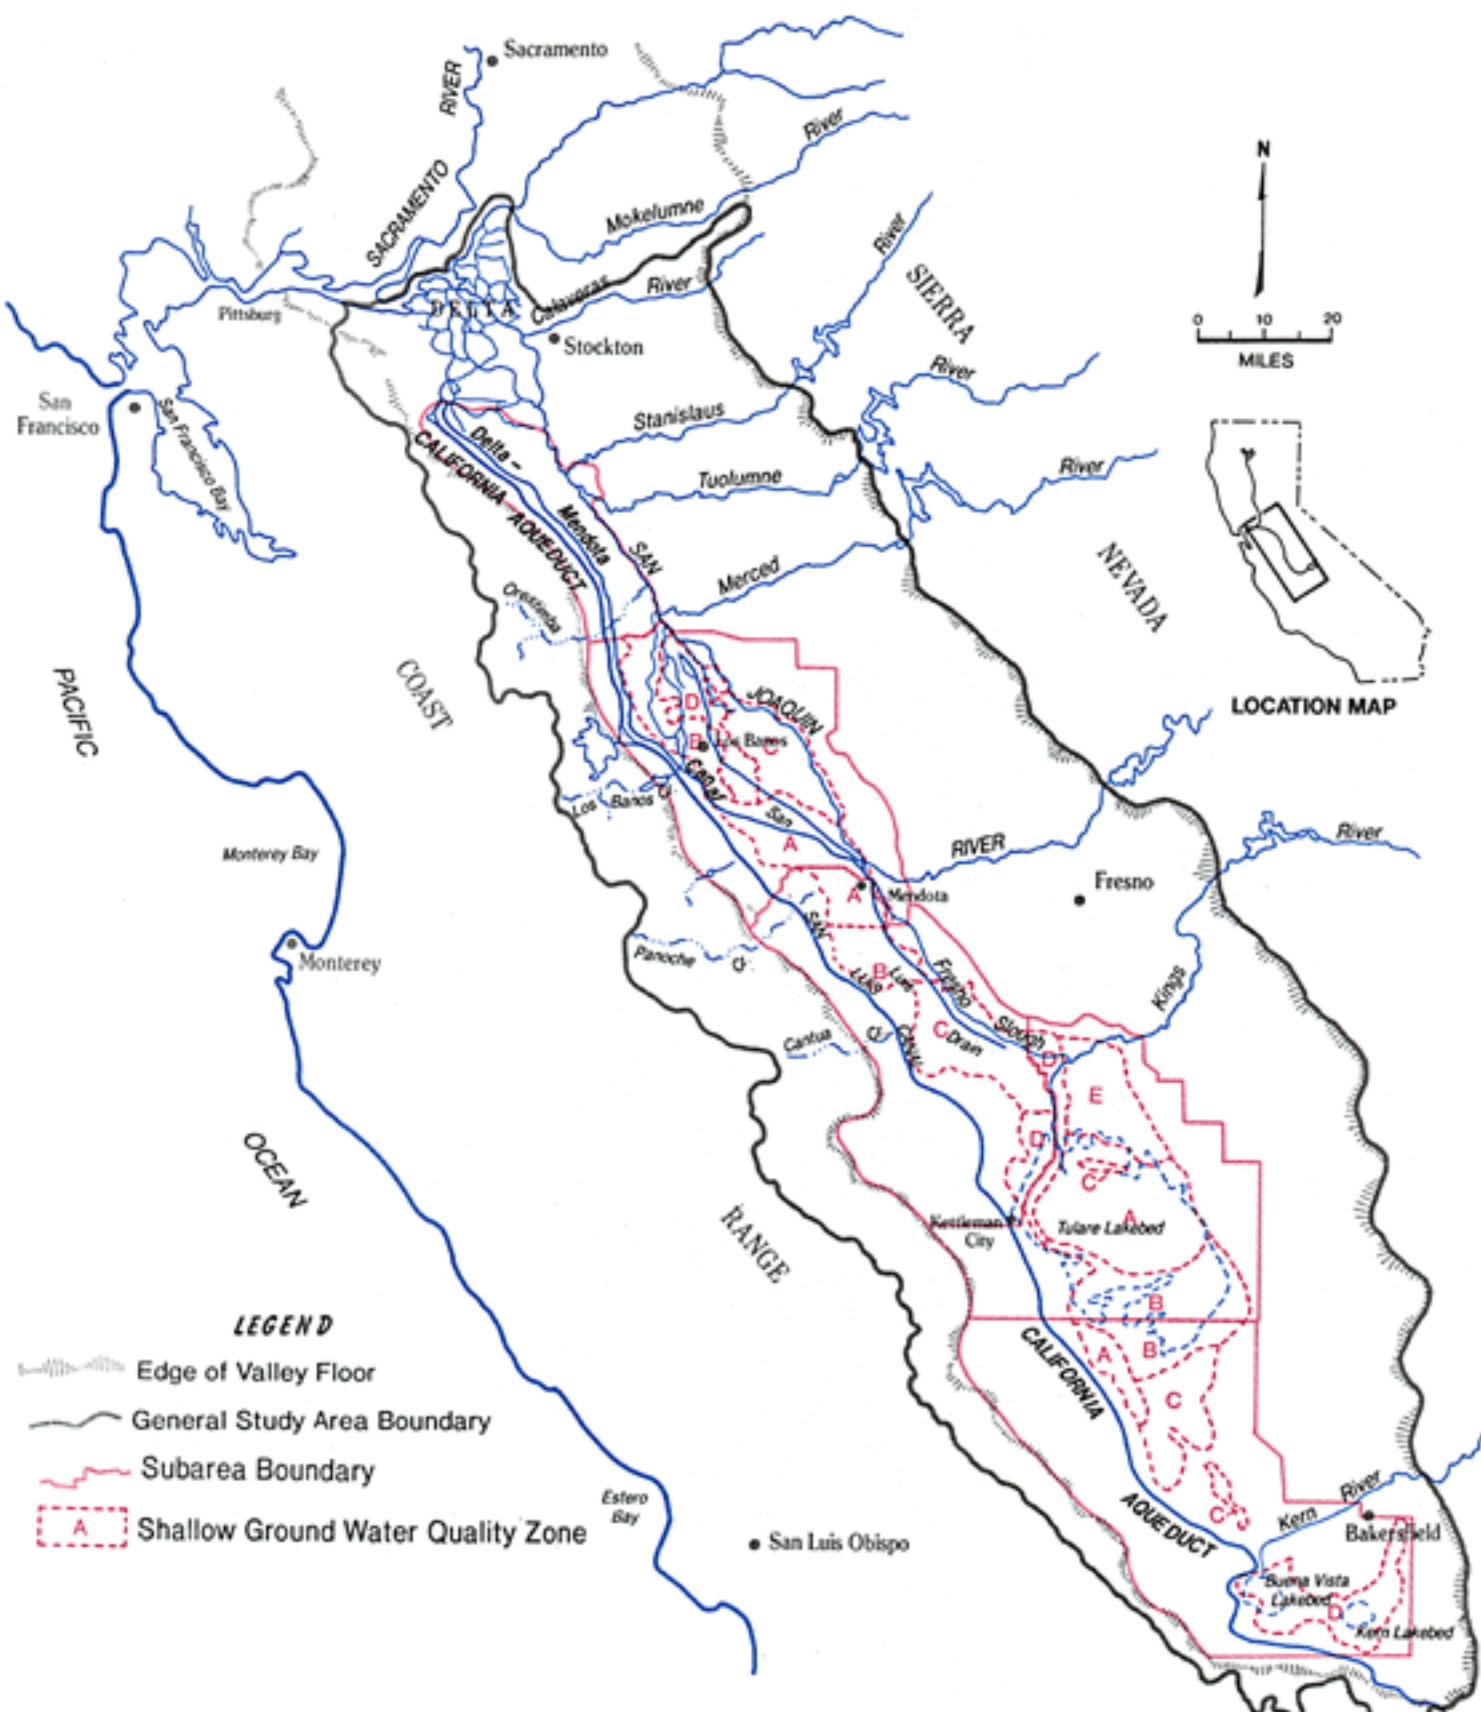 Sacramento
RIVER
SACRAMENTO
River
Mokelumne
River
SIERRA
N
0 10 20
MILES
Pittsburg
DELTA
Calaveras
River
Stockton
San
Francisco
San Francisco Bay
River
Stanislaus
CALIFORNIA AQUEDUCT
Delta -
Mendota
Canal
Tuolumne
River
SAN
JOAQUIN
RIVER
Merced
NEVADA
LOCATION MAP
Orestimba
COAST
PACIFIC
D
B
Los Banos
C
Los Banos
Cr
San
A
Monterey Bay
Monterey
A
Mendota
Fresno
River
SAN
LUIS
CANAL
B
Luis
Fresno
Slough
C
Drain
Panoche
Cr
Kings
Cantua
Cr
D
E
D
C
A
Tulare Lakebed
OCEAN
RANGE
Kettleman
City
B
B
A
C
CALIFORNIA
AQUEDUCT
C
Kern
River
Bakersfield
Buena Vista
Lakebed
D
Kern Lakebed
Estero
Bay
San Luis Obispo
LEGEND
Edge of Valley Floor
General Study Area Boundary
Subarea Boundary
A Shallow Ground Water Quality Zone